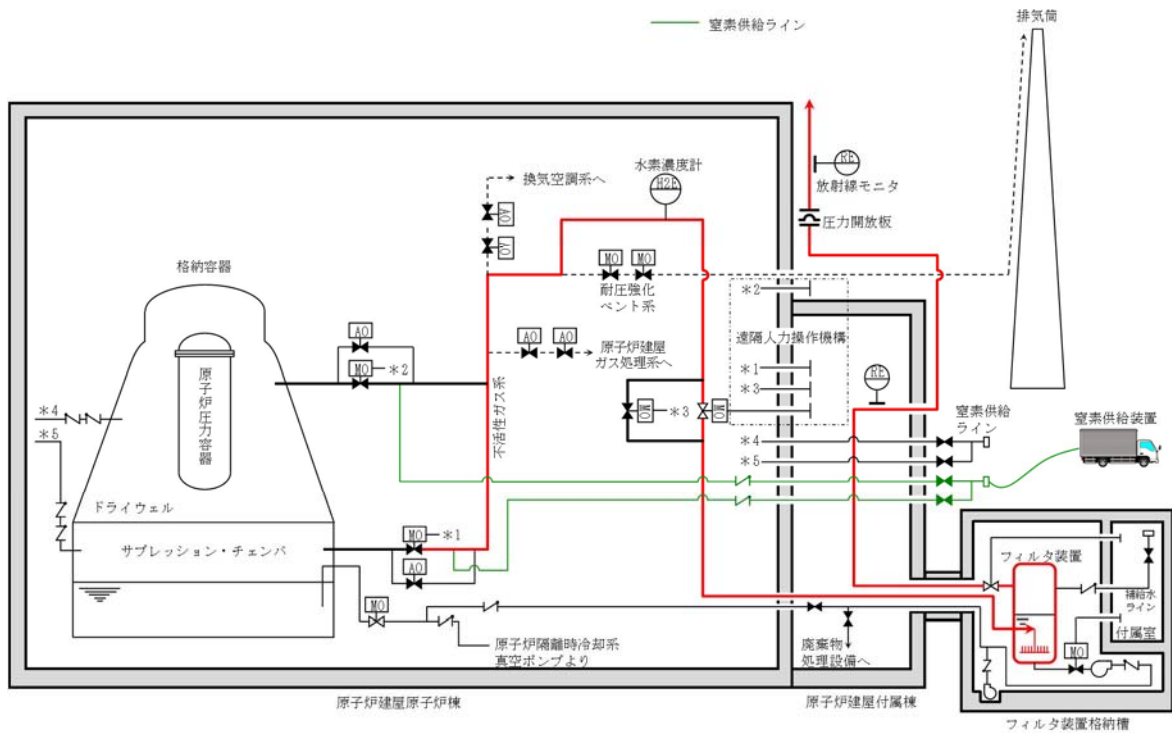 窒素供給ライン
排気筒
水素濃度計
H2E
換気空調系へ
RE
放射線モニタ
AO
圧力開放板
AO
格納容器
MO
MO
耐圧強化
ベント系
*2
AO
遠隔人力操作機構
AO
AO
原子炉建屋
ガス処理系へ
MO
*2
原子炉圧力容器
*1
RE
*4
*5
不活性ガス系
MO
*3
MO
*3
窒素供給
ライン
窒素供給装置
*4
*5
ドライウェル
サプレッション・チェンバ
MO
*1
AO
フィルタ装置
MO
補給水
ライン
付属室
原子炉隔離時冷却系
真空ポンプより
廃棄物
処理設備へ
MO
原子炉建屋原子炉棟
原子炉建屋付属棟
フィルタ装置格納槽